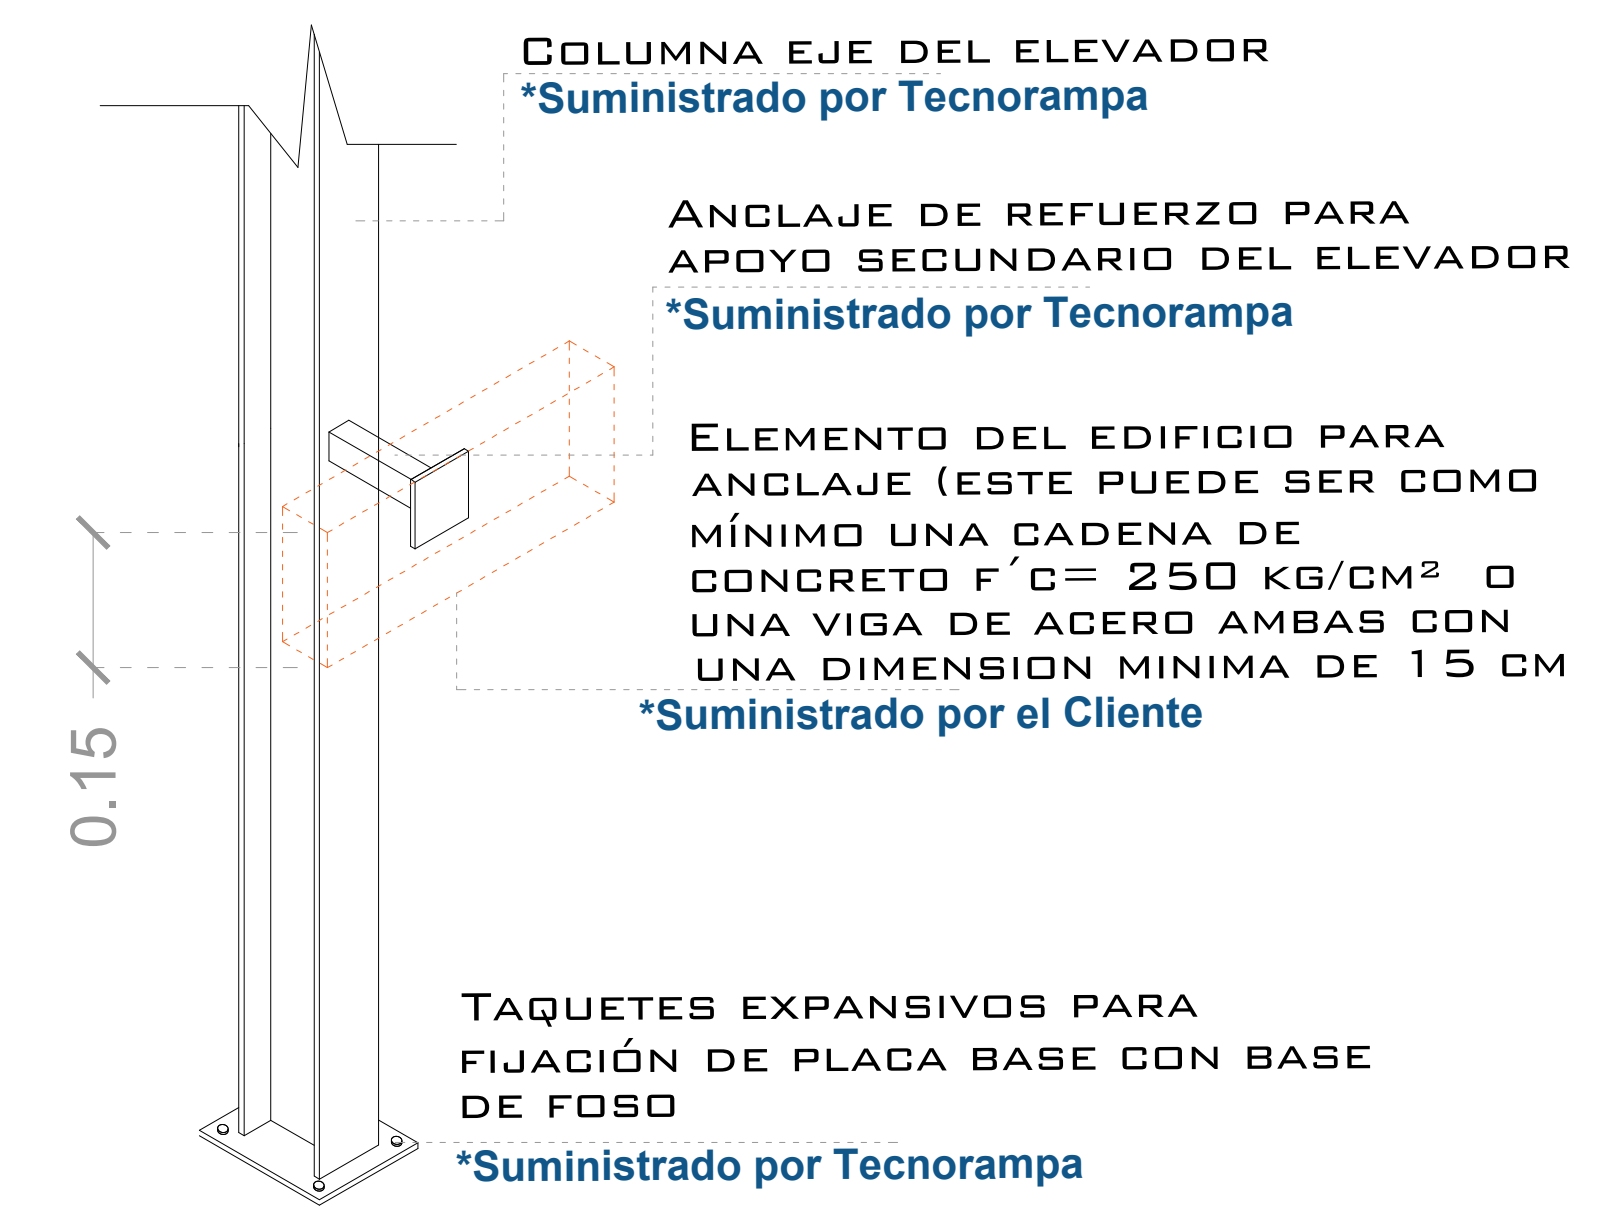 COLUMNA EJE DEL ELEVADOR
*Suministrado por Tecnorampa
ANCLAJE DE REFUERZO PARA
APOYO SECUNDARIO DEL ELEVADOR
*Suministrado por Tecnorampa
ELEMENTO DEL EDIFICIO PARA
ANCLAJE (ESTE PUEDE SER COMO
MÍNIMO UNA CADENA DE
CONCRETO F´C= 250 KG/CM² O
UNA VIGA DE ACERO AMBAS CON
UNA DIMENSION MINIMA DE 15 CM
*Suministrado por el Cliente
0.15
TAQUETES EXPANSIVOS PARA
FIJACIÓN DE PLACA BASE CON BASE
DE FOSO
*Suministrado por Tecnorampa